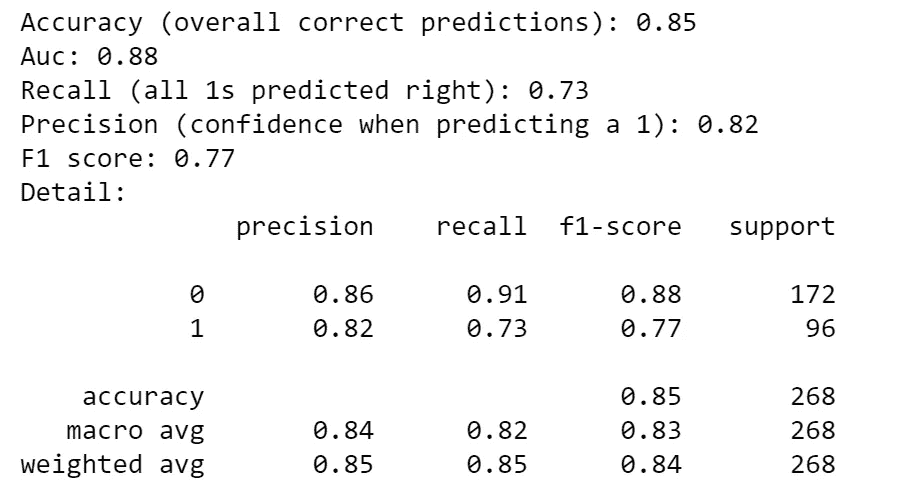 Accuracy (overall correct predictions): 0.85
Auc: 0.88
Recall (all 1s predicted right): 0.73
Precision (confidence when predicting a 1): 0.82
F1 score: 0.77
Detail:
precision recall f1-score support
0 0.86 0.91 0.88 172
1 0.82 0.73 0.77 96
accuracy 0.85 268
macro avg 0.84 0.82 0.83 268
weighted avg 0.85 0.85 0.84 268